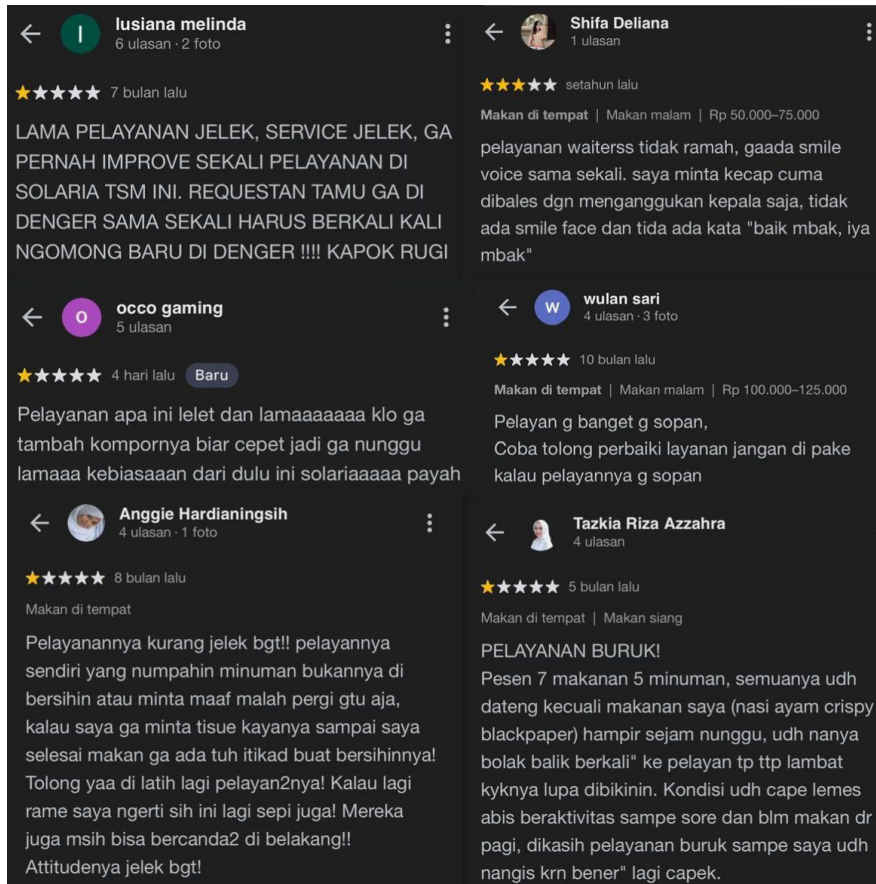 lusiana melinda
6 ulasan · 2 foto
7 bulan lalu
LAMA PELAYANAN JELEK, SERVICE JELEK, GA
PERNAH IMPROVE SEKALI PELAYANAN DI
SOLARIA TSM INI. REQUESTAN TAMU GA DI
DENGER SAMA SEKALI HARUS BERKALI KALI
NGOMONG BARU DI DENGER !!!! KAPOK RUGI
Shifa Deliana
1 ulasan
setahun lalu
Makan di tempat | Makan malam | Rp 50.000–75.000
pelayanan waiterss tidak ramah, gaada smile
voice sama sekali. saya minta kecap cuma
dibales dgn menganggukan kepala saja, tidak
ada smile face dan tida ada kata "baik mbak, iya
mbak"
occo gaming
5 ulasan
4 hari lalu Baru
Pelayanan apa ini lelet dan lamaaaaaaa klo ga
tambah kompornya biar cepet jadi ga nunggu
lamaaa kebiasaaan dari dulu ini solariaaaaa payah
wulan sari
4 ulasan · 3 foto
10 bulan lalu
Makan di tempat | Makan malam | Rp 100.000–125.000
Pelayan g banget g sopan,
Coba tolong perbaiki layanan jangan di pake
kalau pelayannya g sopan
Anggie Hardianingsih
4 ulasan · 1 foto
8 bulan lalu
Makan di tempat
Pelayanannya kurang jelek bgt!! pelayannya
sendiri yang numpahin minuman bukannya di
bersihin atau minta maaf malah pergi gtu aja,
kalau saya ga minta tisue kayanya sampai saya
selesai makan ga ada tuh itikad buat bersihinnya!
Tolong yaa di latih lagi pelayan2nya! Kalau lagi
rame saya ngerti sih ini lagi sepi juga! Mereka
juga msih bisa bercanda2 di belakang!!
Attitudenya jelek bgt!
Tazkia Riza Azzahra
4 ulasan
5 bulan lalu
Makan di tempat | Makan siang
PELAYANAN BURUK!
Pesen 7 makanan 5 minuman, semuanya udh
dateng kecuali makanan saya (nasi ayam crispy
blackpaper) hampir sejam nunggu, udh nanya
bolak balik berkali" ke pelayan tp ttp lambat
kyknya lupa dibikinin. Kondisi udh cape lemes
abis beraktivitas sampe sore dan blm makan dr
pagi, dikasih pelayanan buruk sampe saya udh
nangis krn bener" lagi capek.